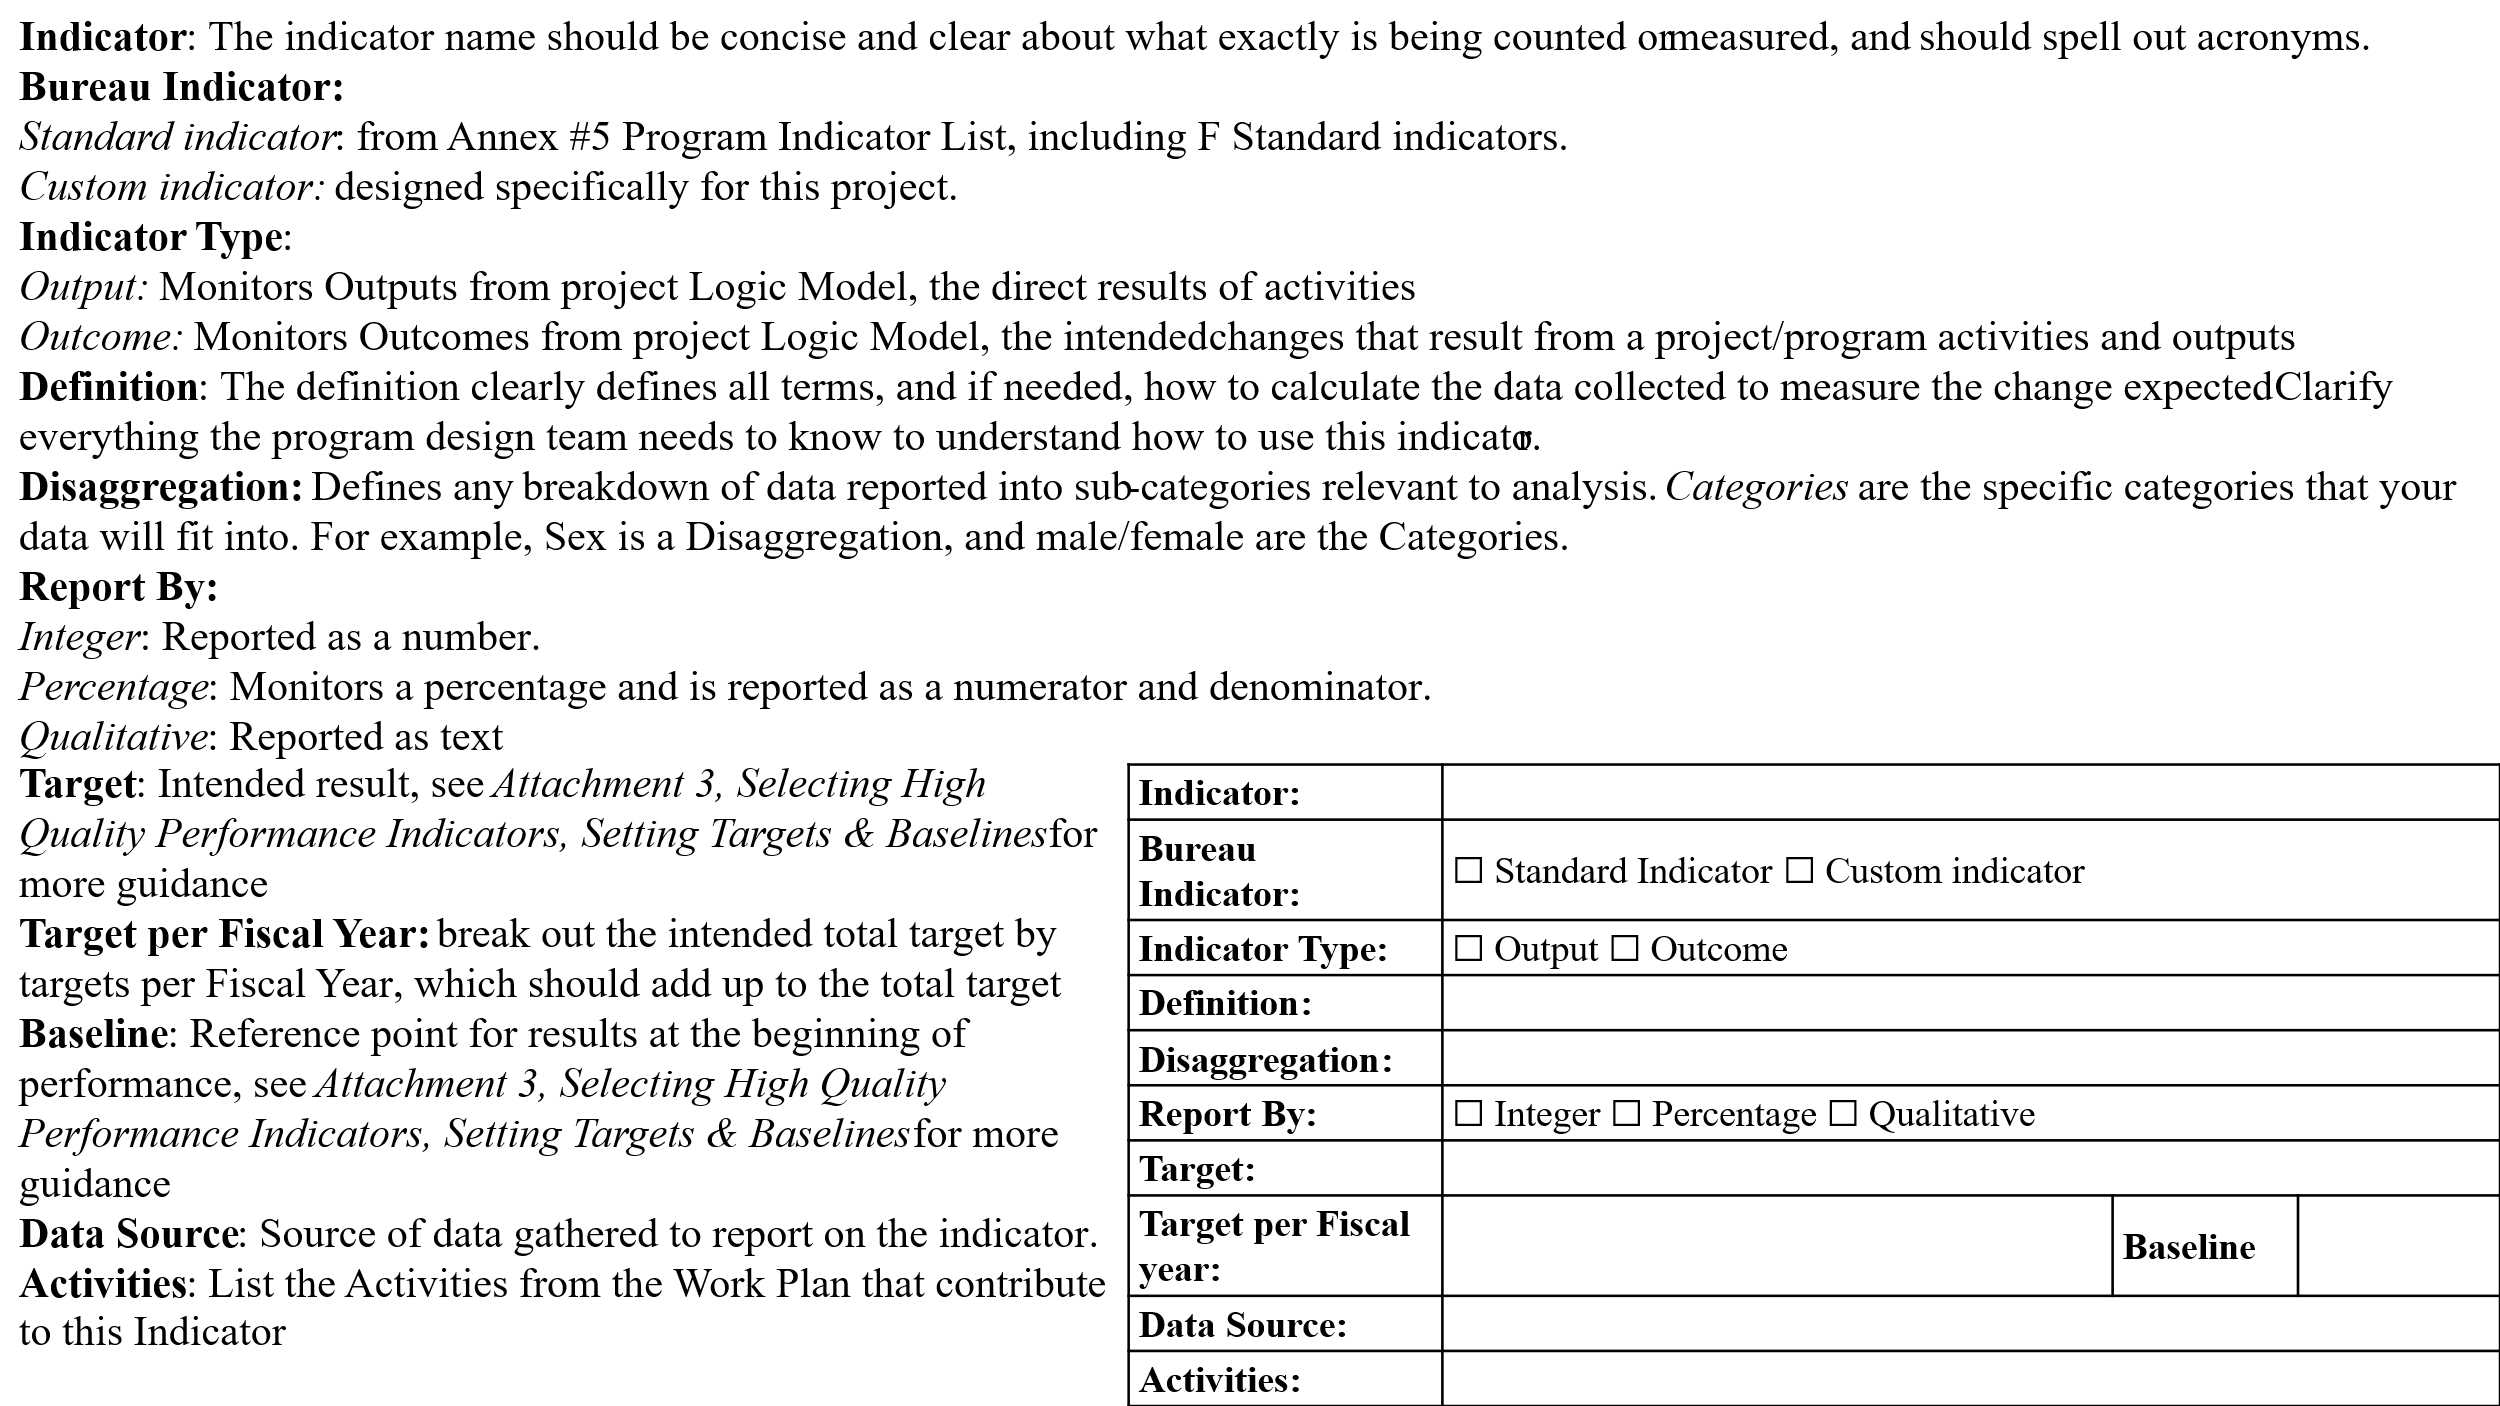 Indicator: The indicator name should be concise and clear about what exactly is being counted ormeasured, and should spell out acronyms.
Bureau Indicator:
Standard indicator: from Annex #5 Program Indicator List, including F Standard indicators.
Custom indicator: designed specifically for this project.
Indicator Type:
Output: Monitors Outputs from project Logic Model, the direct results of activities
Outcome: Monitors Outcomes from project Logic Model, the intendedchanges that result from a project/program activities and outputs
Definition: The definition clearly defines all terms, and if needed, how to calculate the data collected to measure the change expectedClarify
everything the program design team needs to know to understand how to use this indicator.
Disaggregation: Defines any breakdown of data reported into sub-categories relevant to analysis. Categories are the specific categories that your
data will fit into. For example, Sex is a Disaggregation, and male/female are the Categories.
Report By:
Integer: Reported as a number.
Percentage: Monitors a percentage and is reported as a numerator and denominator.
Qualitative: Reported as text
Target: Intended result, see Attachment 3, Selecting High
Quality Performance Indicators, Setting Targets & Baselinesfor
more guidance
Target per Fiscal Year: break out the intended total target by
targets per Fiscal Year, which should add up to the total target
Baseline: Reference point for results at the beginning of
performance, see Attachment 3, Selecting High Quality
Performance Indicators, Setting Targets & Baselinesfor more
guidance
Data Source: Source of data gathered to report on the indicator.
Activities: List the Activities from the Work Plan that contribute
to this Indicator
Indicator:
Bureau
Indicator:
☐ Standard Indicator ☐ Custom indicator
Indicator Type:
☐ Output ☐ Outcome
Definition:
Disaggregation:
Report By:
☐ Integer ☐ Percentage ☐ Qualitative
Target:
Target per Fiscal
year:
Baseline
Data Source:
Activities: